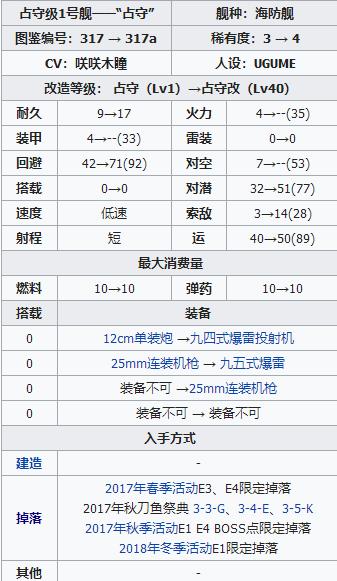 占守级1号舰——“占守” 舰种：海防舰
图鉴编号：317 → 317a 稀有度：3 → 4
CV：咲咲木瞳 人设：UGUME
改造等级： 占守（Lv1）→占守改（Lv40）
耐久 9→17 火力 4→--(35)
装甲 4→--(33) 雷装 0→0
回避 42→71(92) 对空 7→--(53)
搭载 0→0 对潜 32→51(77)
速度 低速 索敌 3→14(28)
射程 短 运 40→50(89)
最大消费量
燃料 10→10 弹药 10→10
搭载 装备
0 12cm单装炮 →九四式爆雷投射机
0 25mm连装机枪 → 九五式爆雷
0 装备不可 →25mm连装机枪
0 装备不可 → 装备不可
入手方式
建造 -
掉落 2017年春季活动E3、E4限定掉落
2017年秋刀鱼祭典 3-3-G、3-4-E、3-5-K
2017年秋季活动E1 E4 BOSS点限定掉落
2018年冬季活动E1限定掉落
其他 -